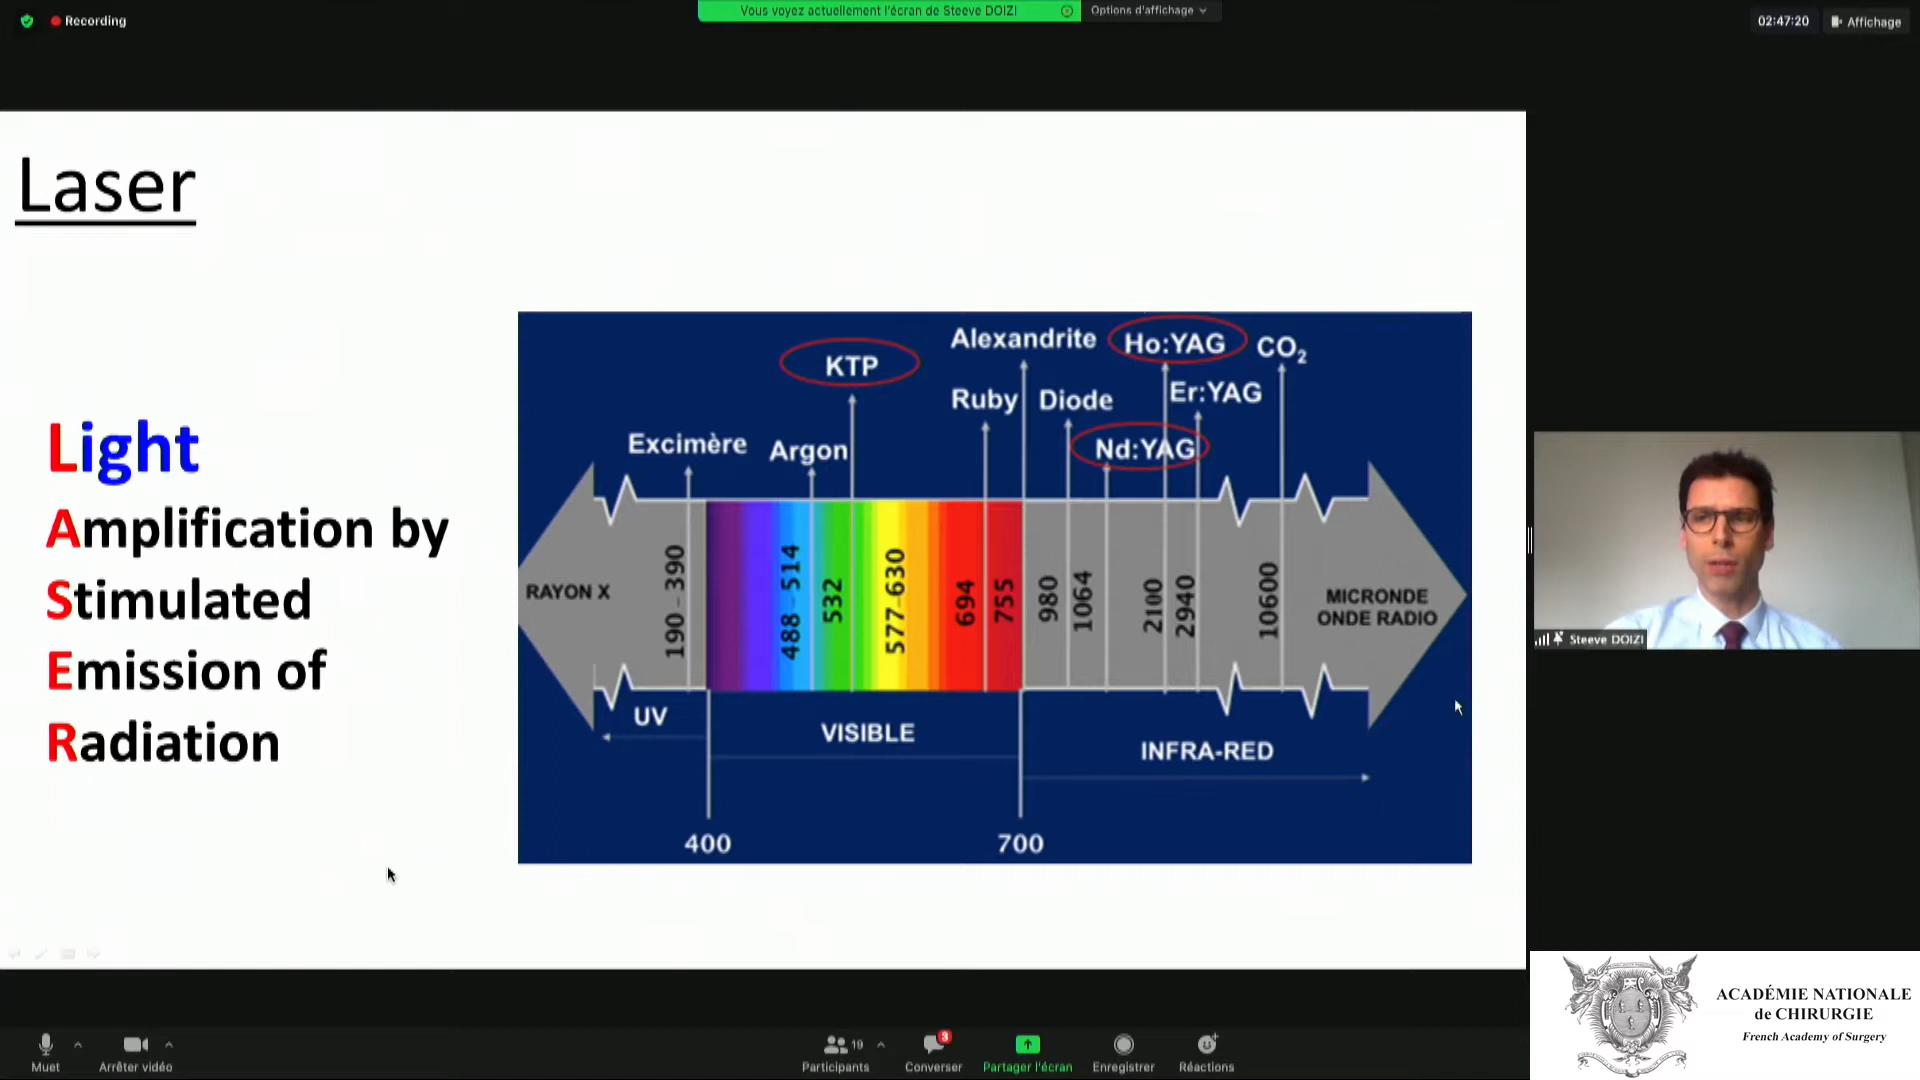 Recording
Vous voyez actuellement l'écran de Steeve DOIZI
Options d'affichage
02:47:20
Affichage
Laser
Light
Amplification by
Stimulated
Emission of
Radiation
Alexandrite
Ho:YAG
CO₂
KTP
Er:YAG
Ruby
Diode
Excimère
Argon
Nd:YAG
RAYON X
190 - 390
488 - 514
532
577-630
694
755
980
1064
2100
2940
10600
MICRONDE
ONDE RADIO
UV
VISIBLE
INFRA-RED
400
700
Steeve DOIZI
ACADÉMIE NATIONALE
de CHIRURGIE
French Academy of Surgery
Muet
Arrêter vidéo
19
Participants
3
Converser
Partager l'écran
Enregistrer
Réactions